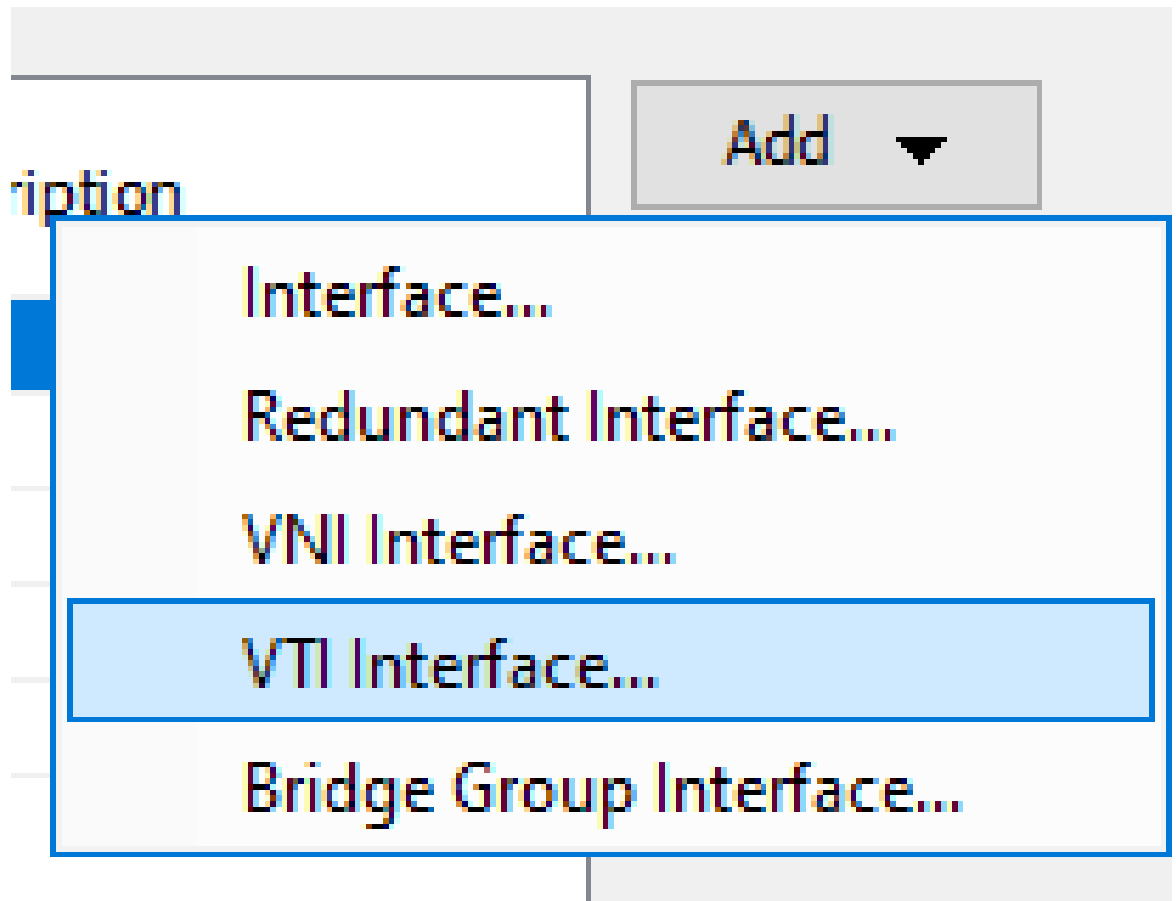 Add
ription
Interface...
Redundant Interface...
VNI Interface...
VTI Interface...
Bridge Group Interface...